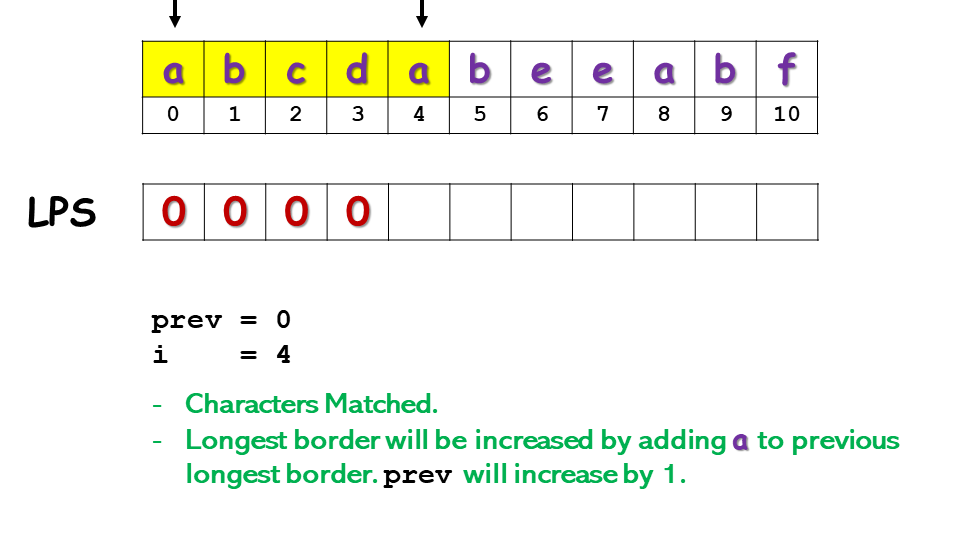 a b c d a b e e a b f
0 1 2 3 4 5 6 7 8 9 10
LPS 0 0 0 0
prev = 0
i = 4
- Characters Matched.
- Longest border will be increased by adding a to previous
longest border. prev will increase by 1.